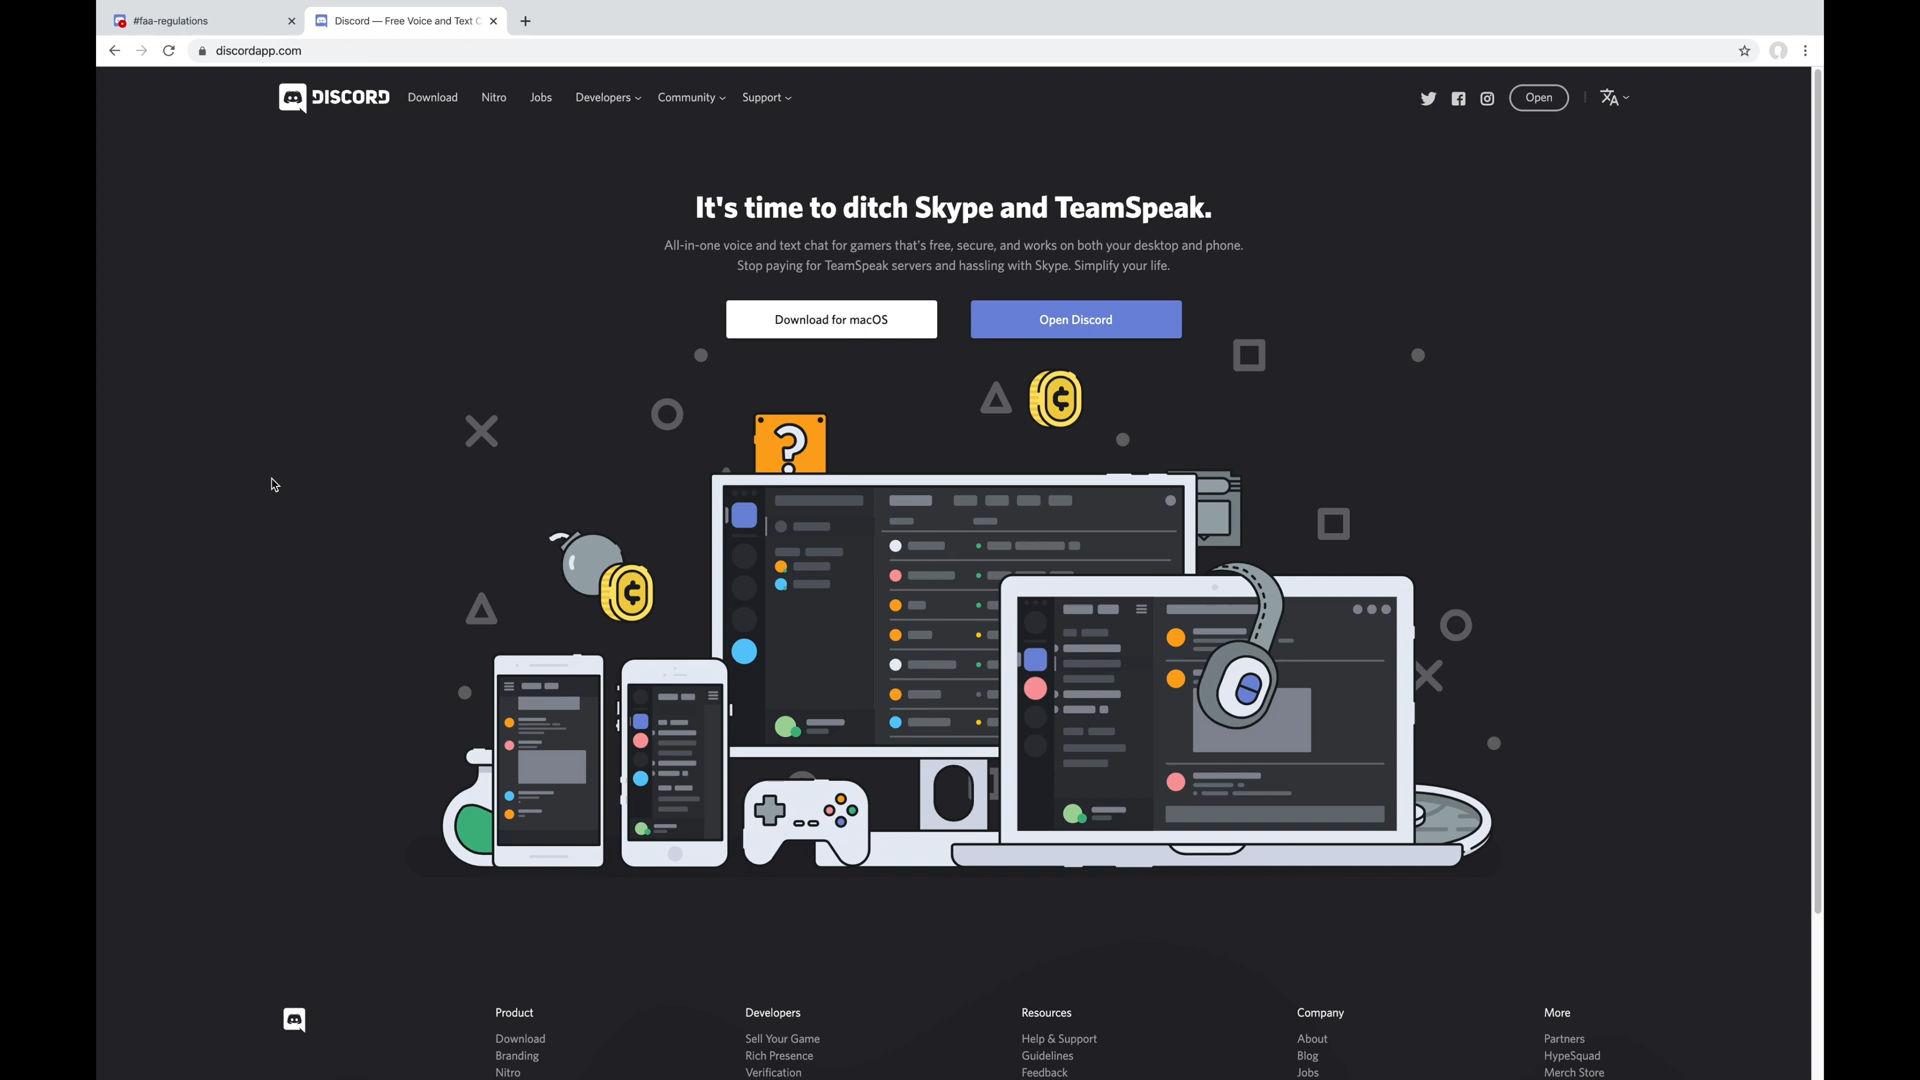 #faa-regulations
Discord — Free Voice and Text C
discordapp.com
DISCORD
Download
Nitro
Jobs
Developers
Community
Support
Open
It's time to ditch Skype and TeamSpeak.
All-in-one voice and text chat for gamers that's free, secure, and works on both your desktop and phone.
Stop paying for TeamSpeak servers and hassling with Skype. Simplify your life.
Download for macOS
Open Discord
?
Product
Developers
Resources
Company
More
Download
Sell Your Game
Help & Support
About
Partners
Branding
Rich Presence
Guidelines
Blog
HypeSquad
Nitro
Verification
Feedback
Jobs
Merch Store